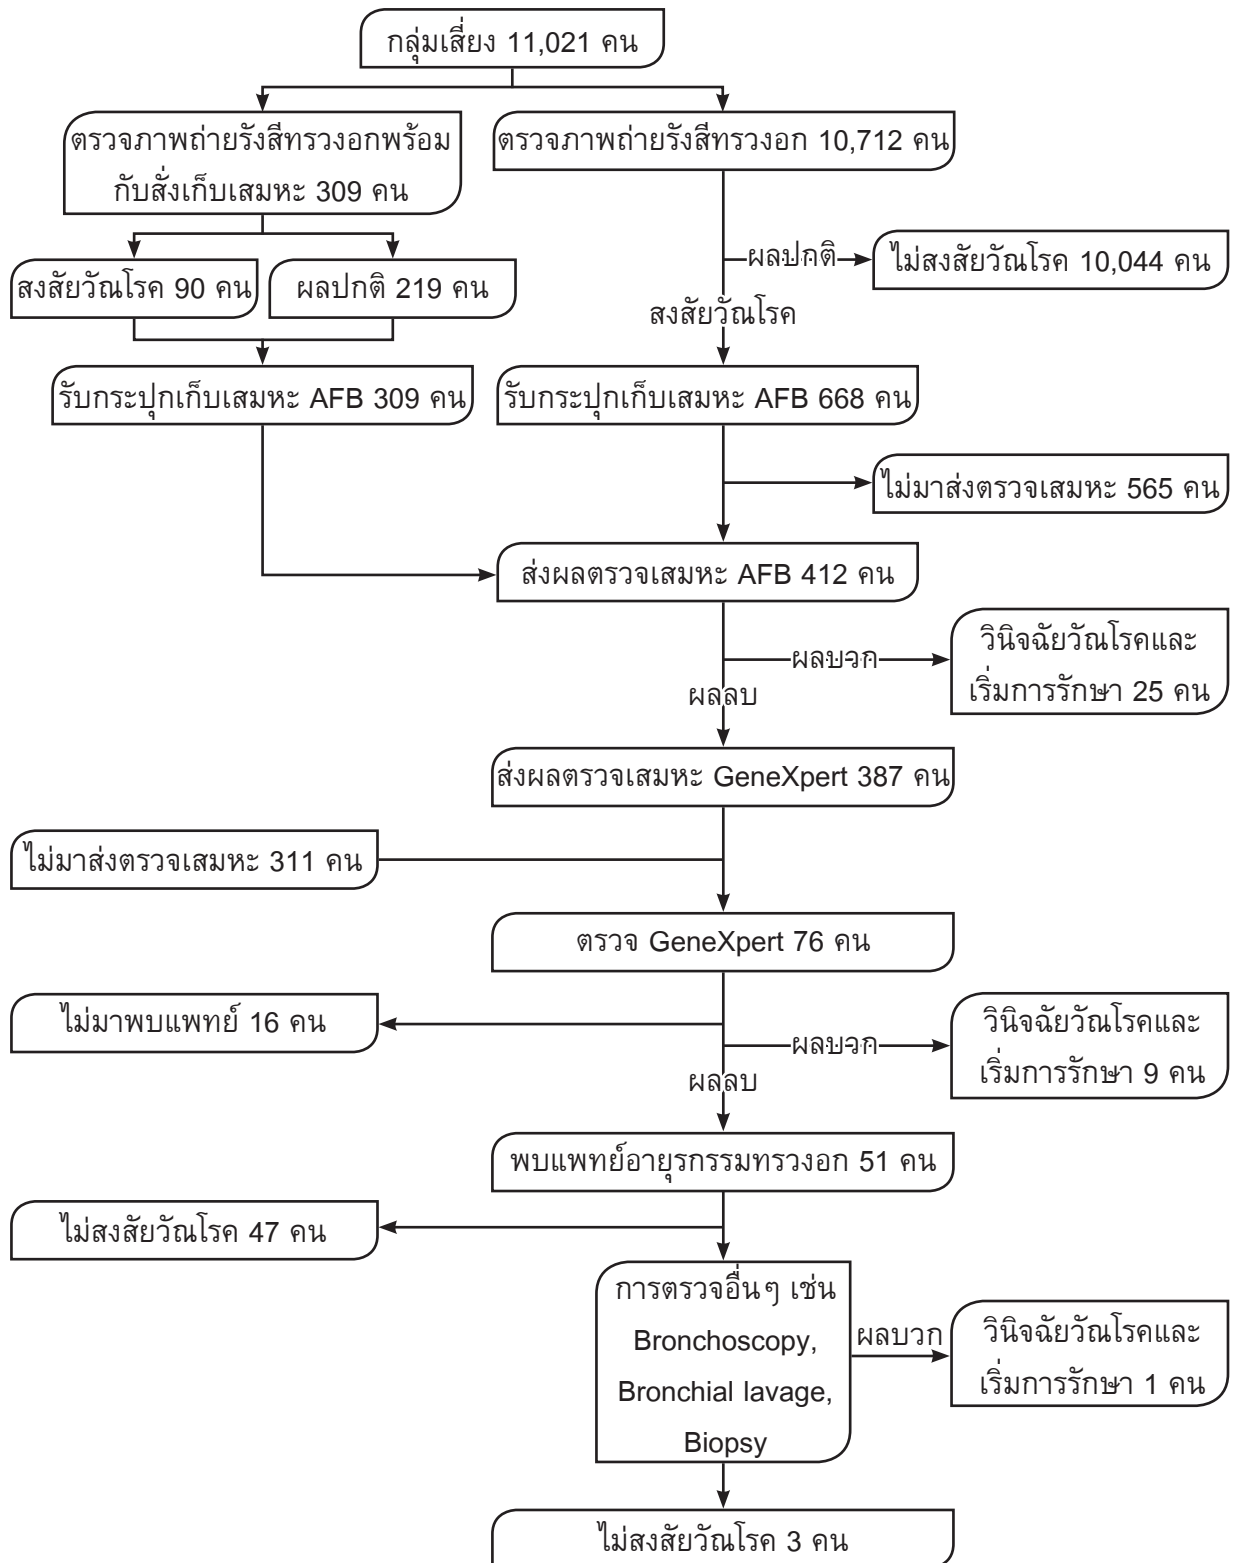 กลุ่มเสี่ยง 11,021 คน
ตรวจภาพถ่ายรังสีทรวงอกพร้อม
กับสั่งเก็บเสมหะ 309 คน
ตรวจภาพถ่ายรังสีทรวงอก 10,712 คน
สงสัยวัณโรค 90 คน
ผลปกติ 219 คน
ผลปกติ
ไม่สงสัยวัณโรค 10,044 คน
สงสัยวัณโรค
รับกระปุกเก็บเสมหะ AFB 309 คน
รับกระปุกเก็บเสมหะ AFB 668 คน
ไม่มาส่งตรวจเสมหะ 565 คน
ส่งผลตรวจเสมหะ AFB 412 คน
ผลบวก
วินิจฉัยวัณโรคและ
เริ่มการรักษา 25 คน
ผลลบ
ส่งผลตรวจเสมหะ GeneXpert 387 คน
ไม่มาส่งตรวจเสมหะ 311 คน
ตรวจ GeneXpert 76 คน
ไม่มาพบแพทย์ 16 คน
ผลบวก
วินิจฉัยวัณโรคและ
เริ่มการรักษา 9 คน
ผลลบ
พบแพทย์อายุรกรรมทรวงอก 51 คน
ไม่สงสัยวัณโรค 47 คน
การตรวจอื่นๆ เช่น
Bronchoscopy,
Bronchial lavage,
Biopsy
ผลบวก
วินิจฉัยวัณโรคและ
เริ่มการรักษา 1 คน
ไม่สงสัยวัณโรค 3 คน